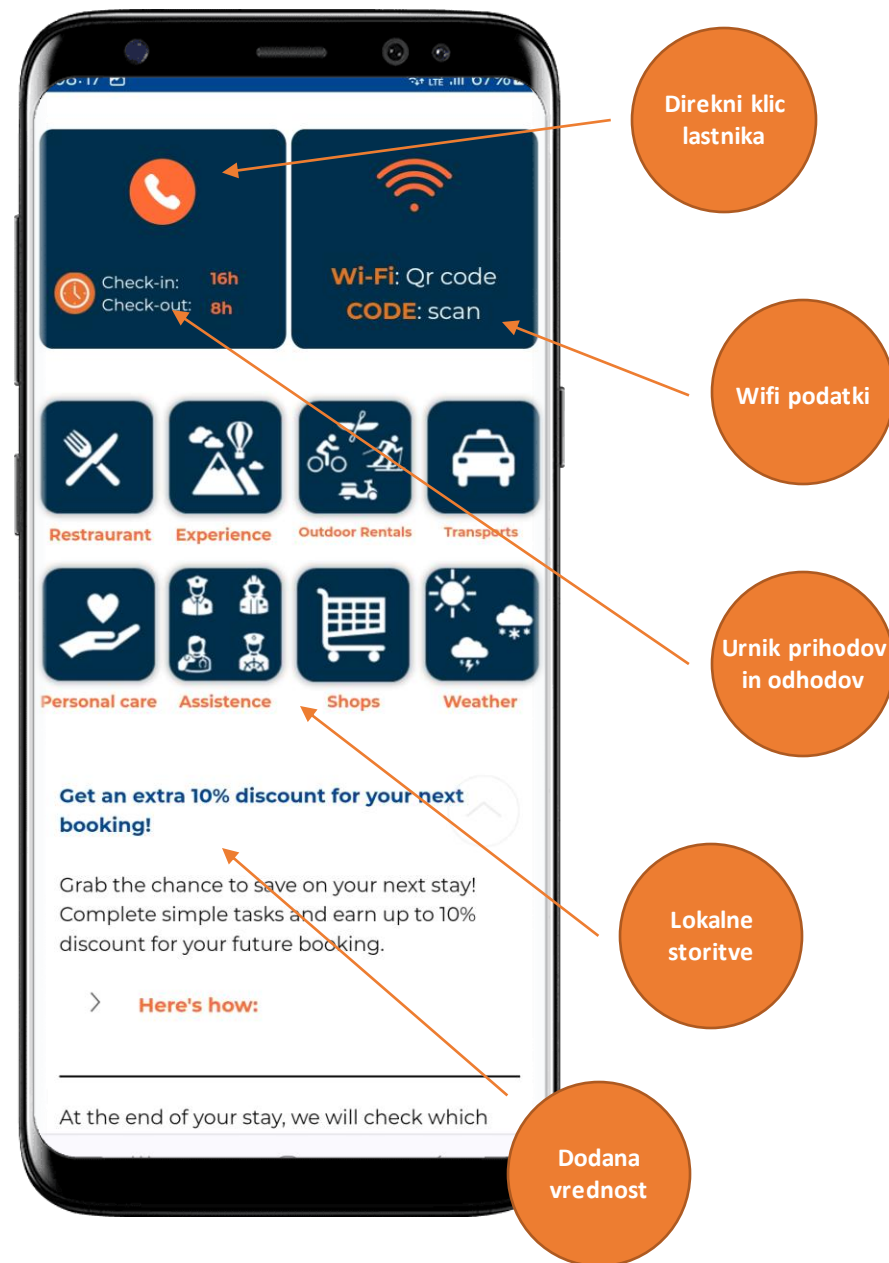 08:17
LTE 67%
Direkni klic
lastnika
Check-in: 16h
Check-out: 8h
Wi-Fi: Qr code
CODE: scan
Wifi podatki
Restraurant Experience Outdoor Rentals Transports
Urnik prihodov
in odhodov
Personal care Assistence Shops Weather
Get an extra 10% discount for your next
booking!
Grab the chance to save on your next stay!
Complete simple tasks and earn up to 10%
discount for your future booking.
Lokalne
storitve
Here's how:
At the end of your stay, we will check which
Dodana
vrednost